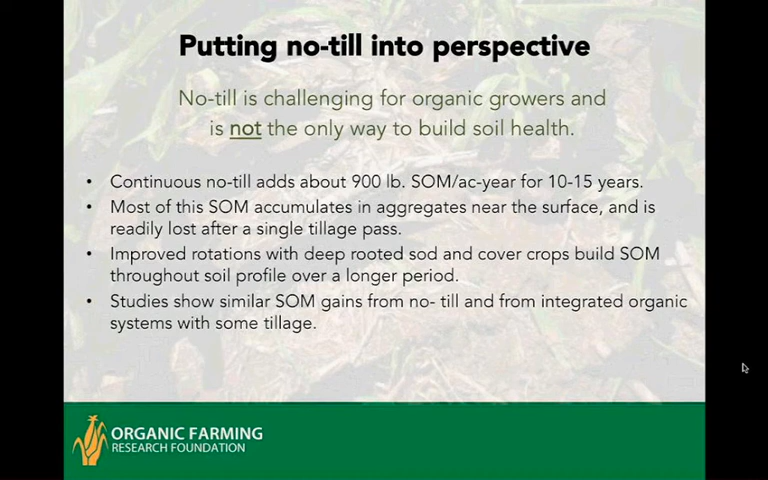 Putting no-till into perspective
No-till is challenging for organic growers and
is not the only way to build soil health.
• Continuous no-till adds about 900 lb. SOM/ac-year for 10-15 years.
• Most of this SOM accumulates in aggregates near the surface, and is
readily lost after a single tillage pass.
• Improved rotations with deep rooted sod and cover crops build SOM
throughout soil profile over a longer period.
• Studies show similar SOM gains from no- till and from integrated organic
systems with some tillage.
ORGANIC FARMING
RESEARCH FOUNDATION